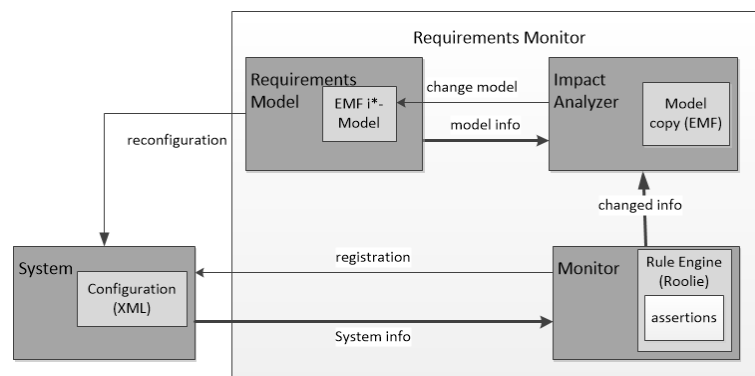 Requirements Monitor
Requirements
Model
EMF i*-
Model
change model
model info
Impact
Analyzer
Model
copy (EMF)
reconfiguration
changed info
System
Configuration
(XML)
registration
System info
Monitor
Rule Engine
(Roolie)
assertions